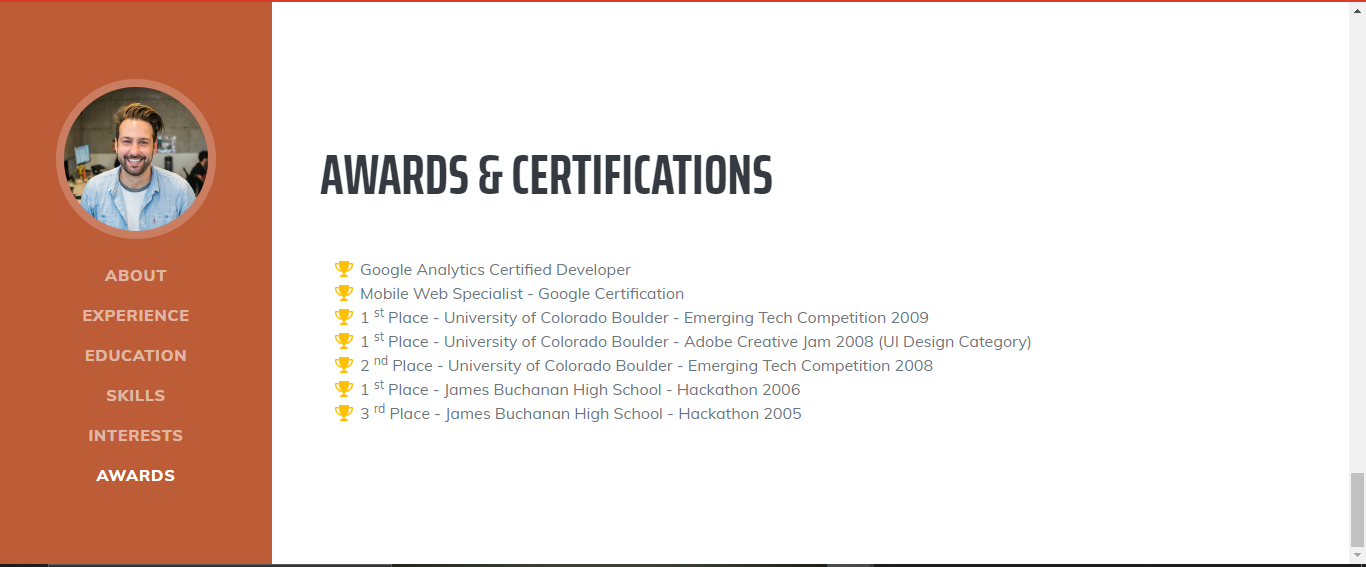 ABOUT
EXPERIENCE
EDUCATION
SKILLS
INTERESTS
AWARDS
AWARDS & CERTIFICATIONS
Google Analytics Certified Developer
Mobile Web Specialist - Google Certification
1 st Place - University of Colorado Boulder - Emerging Tech Competition 2009
1 st Place - University of Colorado Boulder - Adobe Creative Jam 2008 (UI Design Category)
2 nd Place - University of Colorado Boulder - Emerging Tech Competition 2008
1 st Place - James Buchanan High School - Hackathon 2006
3 rd Place - James Buchanan High School - Hackathon 2005